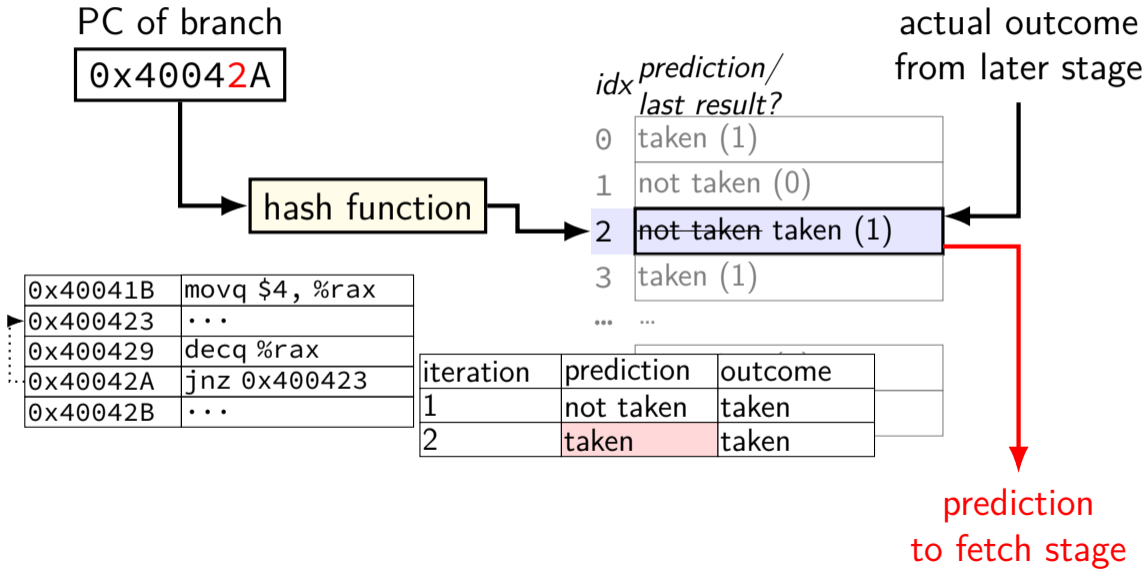 PC of branch
0x40042A
hash function
idx
prediction/
last result?
0 taken (1)
1 not taken (0)
2 not taken taken (1)
3 taken (1)
... ...
actual outcome
from later stage
0x40041B movq $4, %rax
0x400423 ...
0x400429 decq %rax
0x40042A jnz 0x400423
0x40042B ...
iteration prediction outcome
1 not taken taken
2 taken taken
prediction
to fetch stage